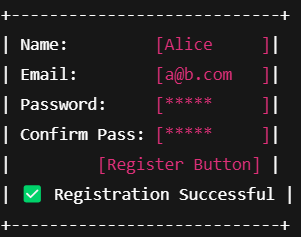 +---------------------------+
| Name:         [Alice     ]|
| Email:        [a@b.com   ]|
| Password:     [*****     ]|
| Confirm Pass: [*****     ]|
|         [Register Button] |
| ✅ Registration Successful |
+---------------------------+